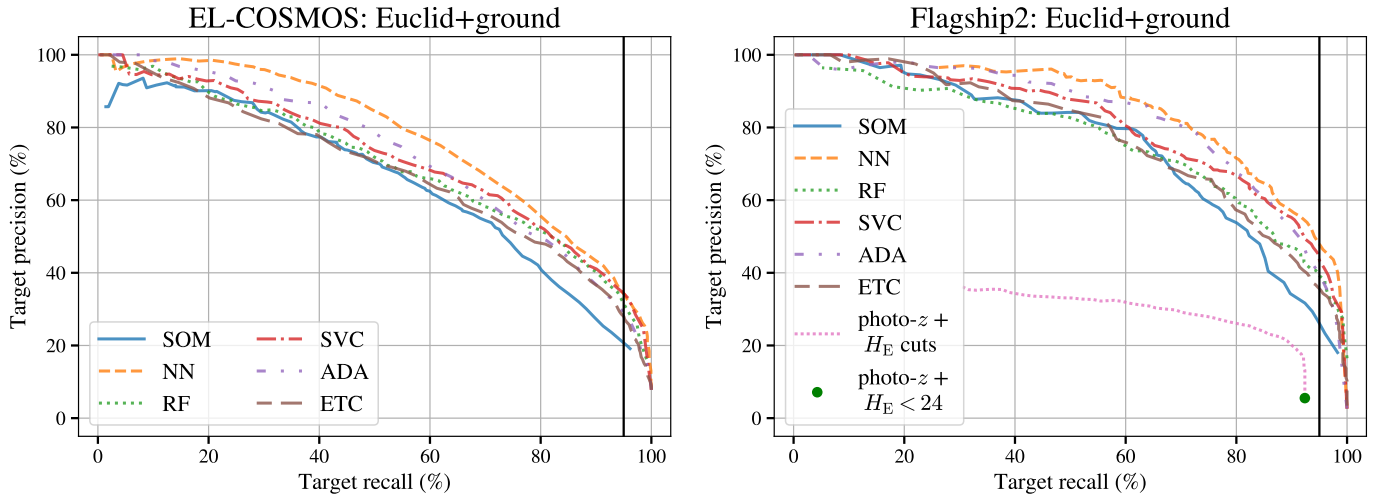 EL-COSMOS: Euclid+ground
Target precision (%)
100
80
60
40
20
0
SOM
NN
RF
SVC
ADA
ETC
0 20 40 60 80 100
Target recall (%)
Flagship2: Euclid+ground
Target precision (%)
100
80
60
40
20
0
SOM
NN
RF
SVC
ADA
ETC
photo-z +
H_E cuts
photo-z +
H_E < 24
0 20 40 60 80 100
Target recall (%)